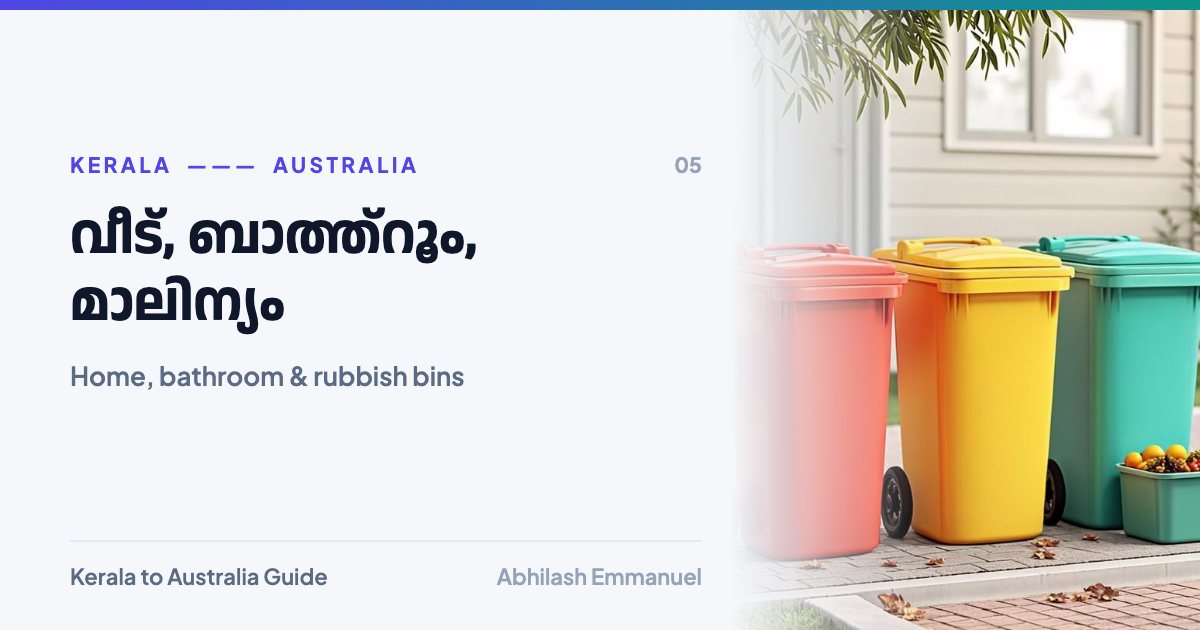 KERALA ——— AUSTRALIA 05
വീട്, ബാത്ത്റൂം,
മാലിന്യം
Home, bathroom & rubbish bins
Kerala to Australia Guide Abhilash Emmanuel